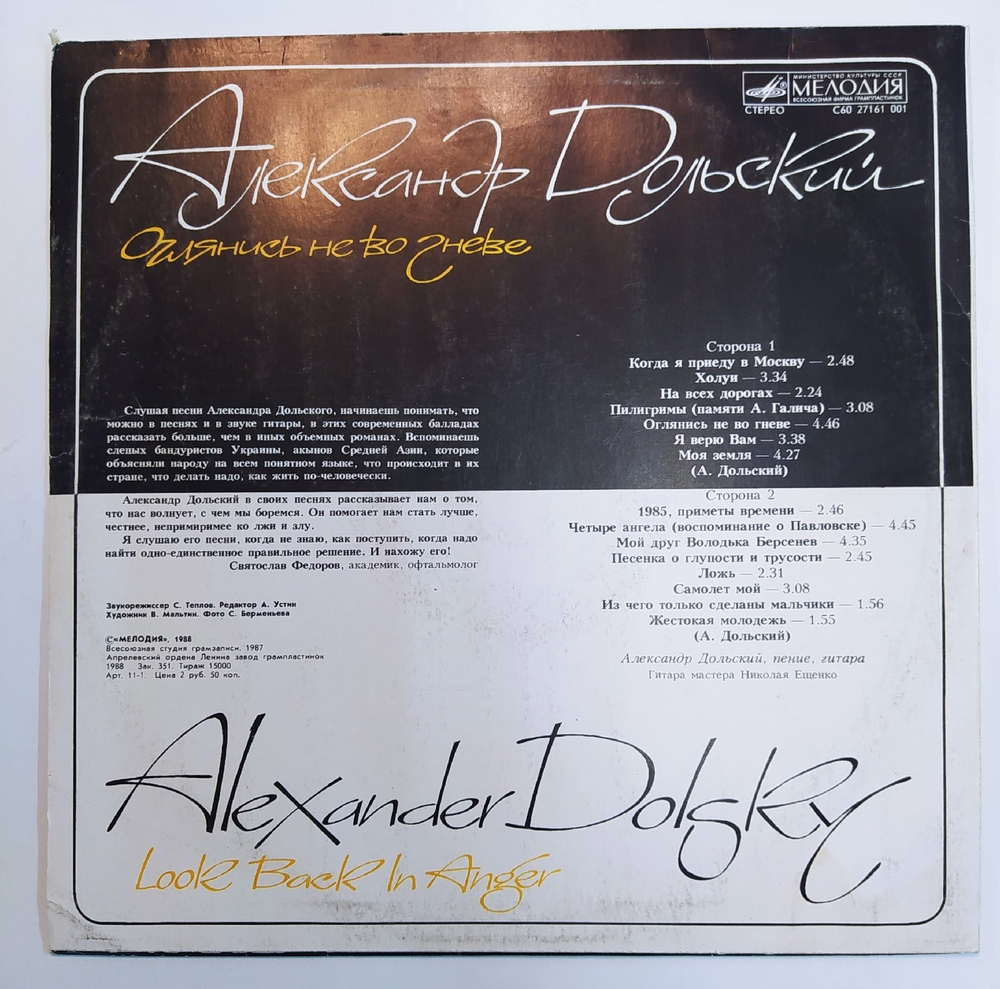 МИНИСТЕРСТВО КУЛЬТУРЫ СССР
МЕЛОДИЯ
ВСЕСОЮЗНАЯ ФИРМА ГРАМПЛАСТИНОК
СТЕРЕО С60 27161 001
Александр Дольский
Оглянись не во гневе
Сторона 1
Когда я приеду в Москву — 2.48
Холуи — 3.34
На всех дорогах — 2.24
Пилигримы (памяти А. Галича) — 3.08
Оглянись не во гневе — 4.46
Я верю Вам — 3.38
Моя земля — 4.27
(А. Дольский)
Слушая песни Александра Дольского, начинаешь понимать, что
можно в песнях и в звуке гитары, в этих современных балладах
рассказать больше, чем в иных объемных романах. Вспоминаешь
слепых бандуристов Украины, акынов Средней Азии, которые
объясняли народу на всем понятном языке, что происходит в их
стране, что делать надо, как жить по-человечески.
Александр Дольский в своих песнях рассказывает нам о том,
что нас волнует, с чем мы боремся. Он помогает нам стать лучше,
честнее, непримиримее ко лжи и злу.
Я слушаю его песни, когда не знаю, как поступить, когда надо
найти одно-единственное правильное решение. И нахожу его!
Святослав Федоров, академик, офтальмолог
Сторона 2
1985, приметы времени — 2.46
Четыре ангела (воспоминание о Павловске) — 4.45
Мой друг Володька Берсенев — 4.35
Песенка о глупости и трусости — 2.45
Ложь — 2.31
Самолет мой — 3.08
Из чего только сделаны мальчики — 1.56
Жестокая молодежь — 1.55
(А. Дольский)
Александр Дольский, пение, гитара
Гитара мастера Николая Ещенко
Звукорежиссер С. Теплов. Редактор А. Устин
Художник В. Мальтин. Фото С. Берменьева
©«МЕЛОДИЯ», 1988
Всесоюзная студия грамзаписи. 1987
Апрелевский ордена Ленина завод грампластинок
1988 Зак. 351. Тираж 15000
Арт. 11-1. Цена 2 руб. 50 коп.
Alexander Dolsky
Look Back In Anger